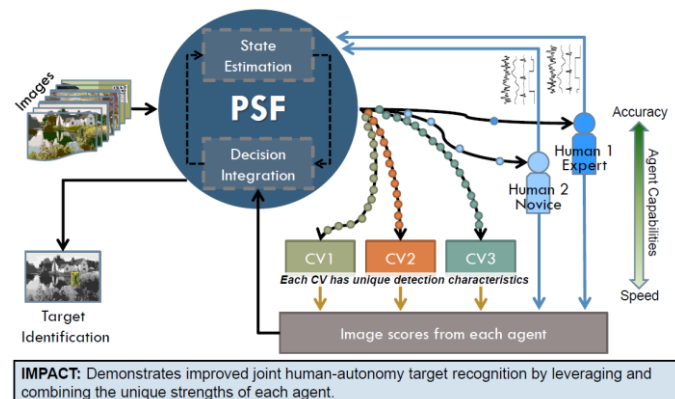 Images
State
Estimation
PSF
Decision
Integration
Accuracy
Human 1
Expert
Human 2
Novice
Agent Capabilities
Speed
CV1
CV2
CV3
Each CV has unique detection characteristics
Target
Identification
Image scores from each agent
IMPACT: Demonstrates improved joint human-autonomy target recognition by leveraging and
combining the unique strengths of each agent.